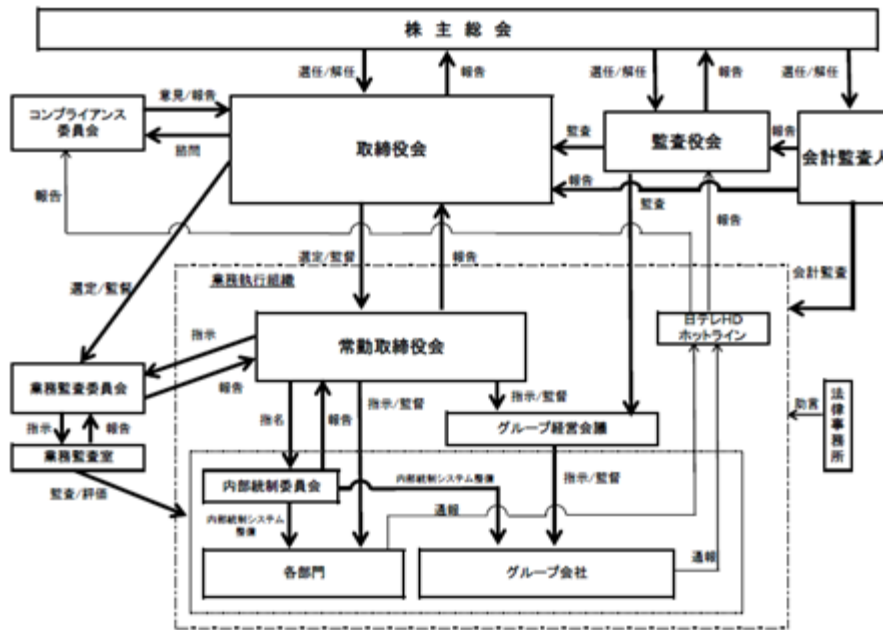 株主総会
選任/解任
報告
選任/解任
報告
選任/解任
コンプライアンス
委員会
意見/報告
諮問
取締役会
監査
監査役会
報告
会計監査人
報告
報告
監査
報告
選定/監督
報告
会計監査
選定/監督
業務執行組織
指示
常勤取締役会
日テレHD
ホットライン
業務監査委員会
報告
指名
報告
指示/監督
指示/監督
助言
法律事務所
指示
報告
グループ経営会議
業務監査室
内部統制委員会
内部統制システム整備
指示/監督
監査/評価
内部統制システム
整備
通報
通報
各部門
グループ会社